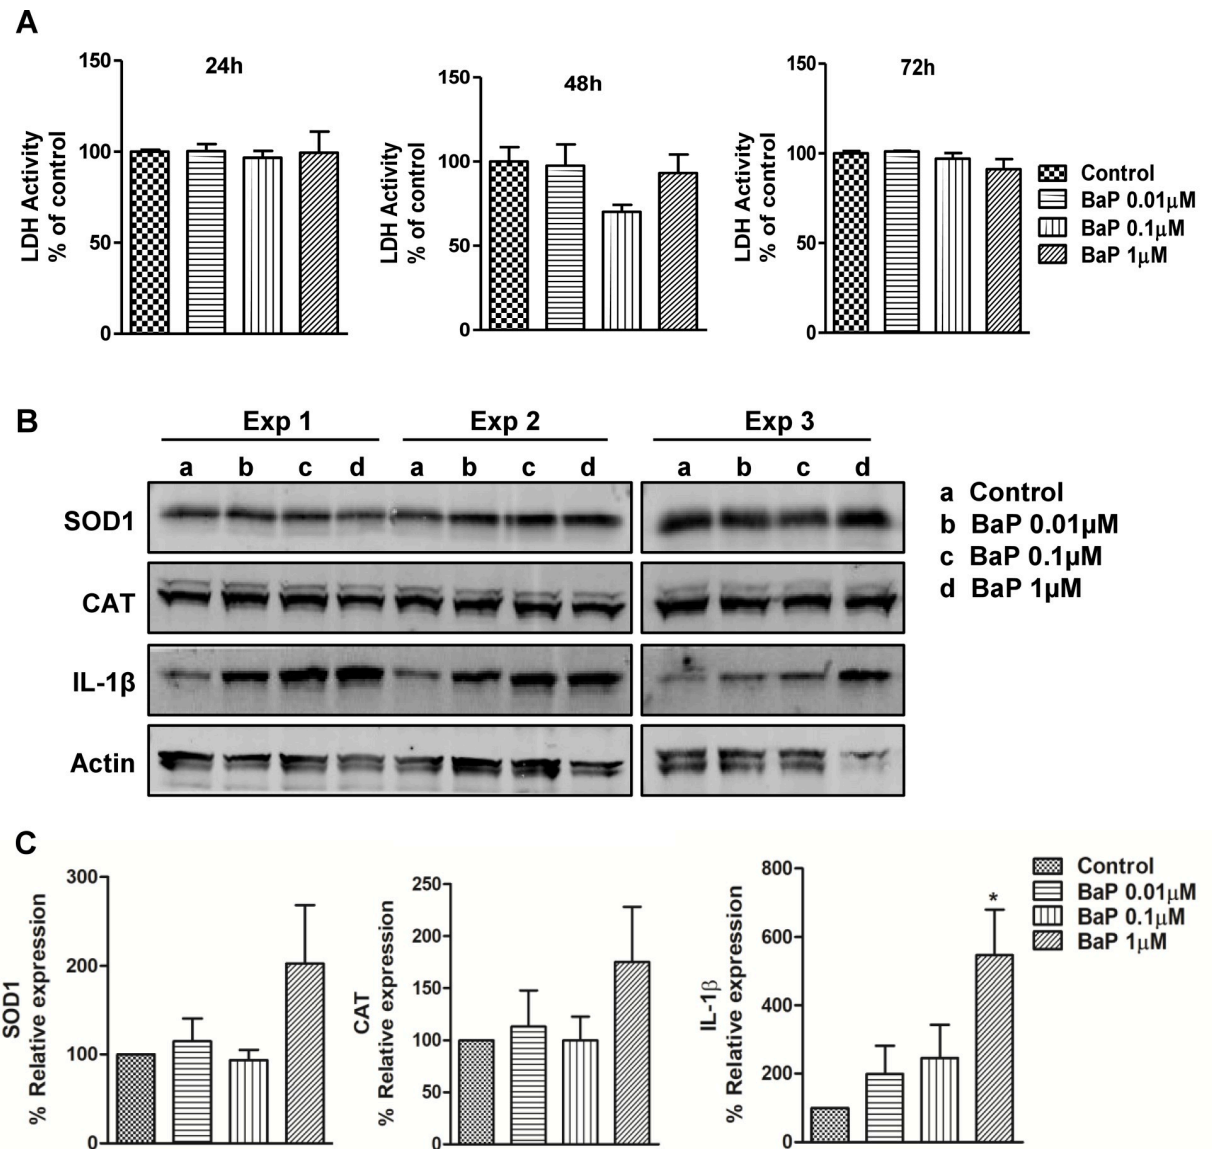 A
24h
48h
72h
150
100
50
0
LDH Activity
% of control
150
100
50
0
LDH Activity
% of control
150
100
50
0
LDH Activity
% of control
Control
BaP 0.01μM
BaP 0.1μM
BaP 1μM
B
Exp 1 Exp 2 Exp 3
a b c d a b c d a b c d
SOD1
CAT
IL-1β
Actin
a Control
b BaP 0.01μM
c BaP 0.1μM
d BaP 1μM
C
300
200
100
0
SOD1
% Relative expression
250
200
150
100
50
0
CAT
% Relative expression
800
600
400
200
0
IL-1β
% Relative expression
*
Control
BaP 0.01μM
BaP 0.1μM
BaP 1μM